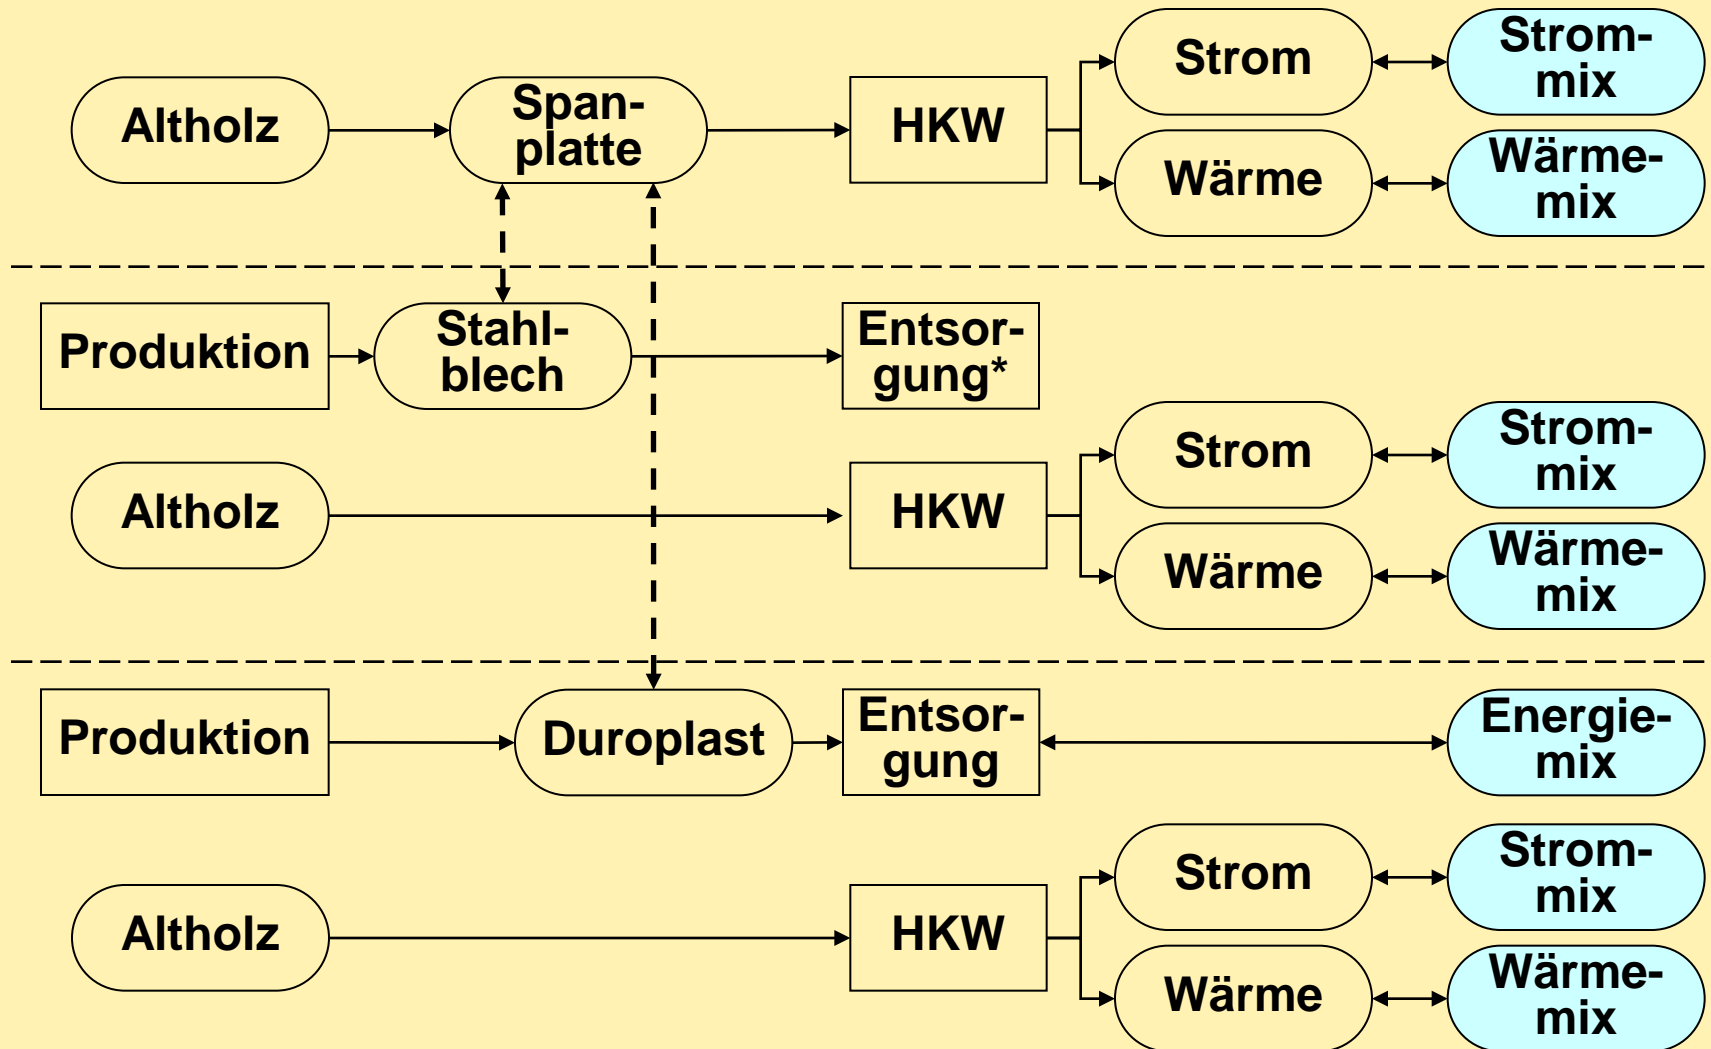 Altholz
Span-
platte
HKW
Strom
Strom-
mix
Wärme
Wärme-
mix
Produktion
Stahl-
blech
Entsor-
gung*
Altholz
HKW
Strom
Strom-
mix
Wärme
Wärme-
mix
Produktion
Duroplast
Entsor-
gung
Energie-
mix
Altholz
HKW
Strom
Strom-
mix
Wärme
Wärme-
mix